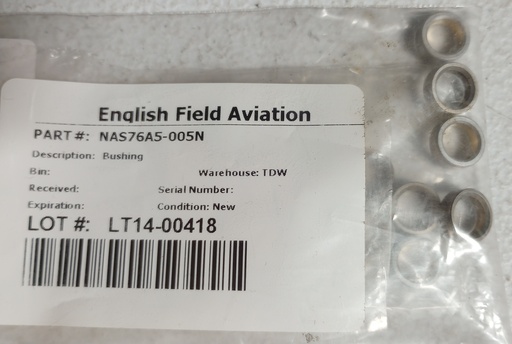 English Field Aviation
PART #: NAS76A5-005N
Description: Bushing
Bin: Warehouse: TDW
Received: Serial Number:
Expiration: Condition: New
LOT #: LT14-00418